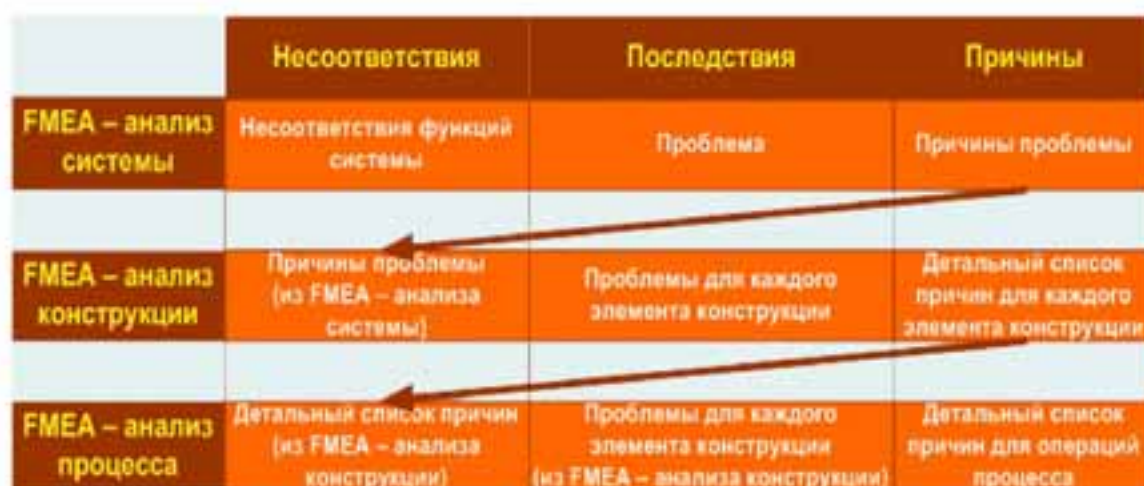 Несоответствия
Последствия
Причины
FMEA – анализ
системы
Несоответствия функций
системы
Проблема
Причины проблемы
FMEA – анализ
конструкции
Причины проблемы
(из FMEA – анализа
системы)
Проблемы для каждого
элемента конструкции
Детальный список
причин для каждого
элемента конструкции
FMEA – анализ
процесса
Детальный список причин
(из FMEA – анализа
конструкции)
Проблемы для каждого
элемента конструкции
(из FMEA – анализа конструкции)
Детальный список
причин для операций
процесса